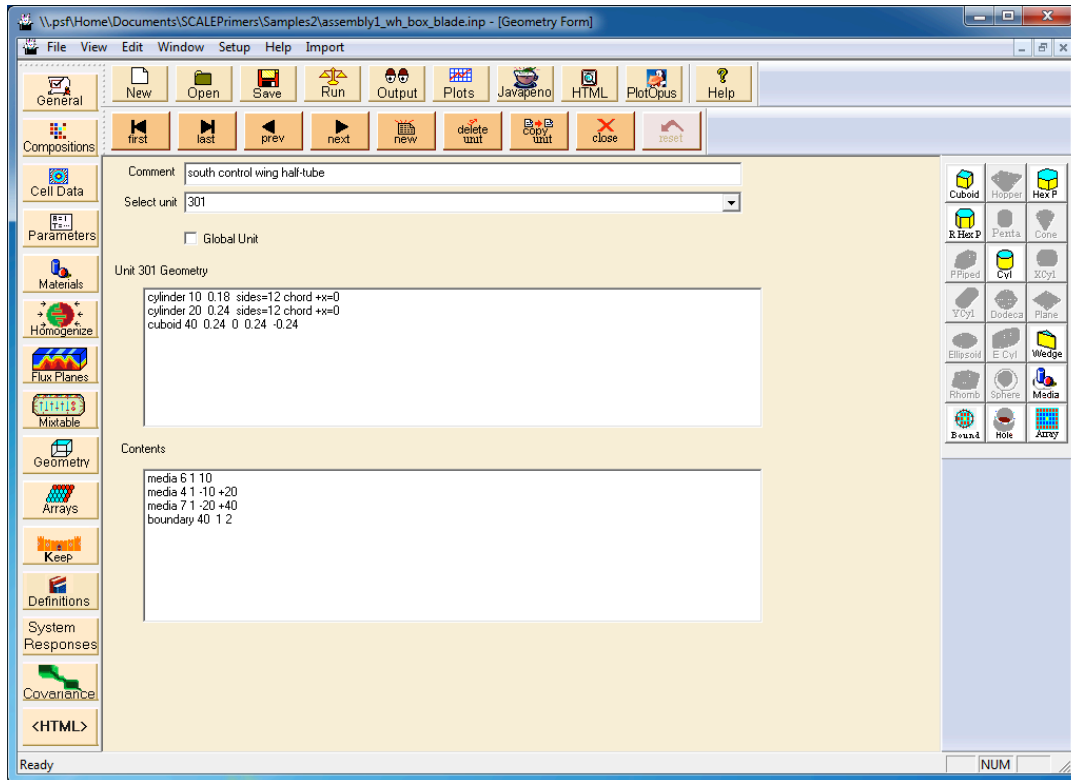 \\.psf\Home\Documents\SCALEPrimers\Samples2\assembly1_wh_box_blade.inp - [Geometry Form]
File View Edit Window Setup Help Import
New Open Save Run Output Plots Javapeno HTML PlotOpus Help
first last prev next new delete unit copy unit close reset
General
Compositions
Cell Data
Parameters
Materials
Homogenize
Flux Planes
Mixtable
Geometry
Arrays
Keep
Definitions
System
Responses
Covariance
<HTML>
Comment south control wing half-tube
Select unit 301
Global Unit
Unit 301 Geometry
cylinder 10 0.18 sides=12 chord +x=0
cylinder 20 0.24 sides=12 chord +x=0
cuboid 40 0.24 0 0.24 -0.24
Contents
media 6 1 10
media 4 1 -10 +20
media 7 1 -20 +40
boundary 40 1 2
Cuboid Hopper Hex P
R Hex P Penta Cone
PPiped Cyl XCyl
YCyl Dodeca Plane
Ellipsoid E Cyl Wedge
Rhomb Sphere Media
Bound Hole Array
Ready NUM